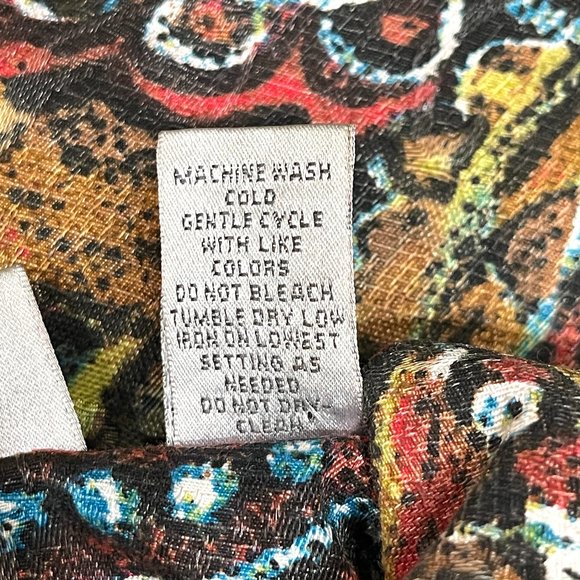 MACHINE WASH
COLD
GENTLE CYCLE
WITH LIKE
COLORS
DO NOT BLEACH
TUMBLE DRY LOW
IRON ON LOWEST
SETTING AS
NEEDED
DO NOT DRY-
CLEAN